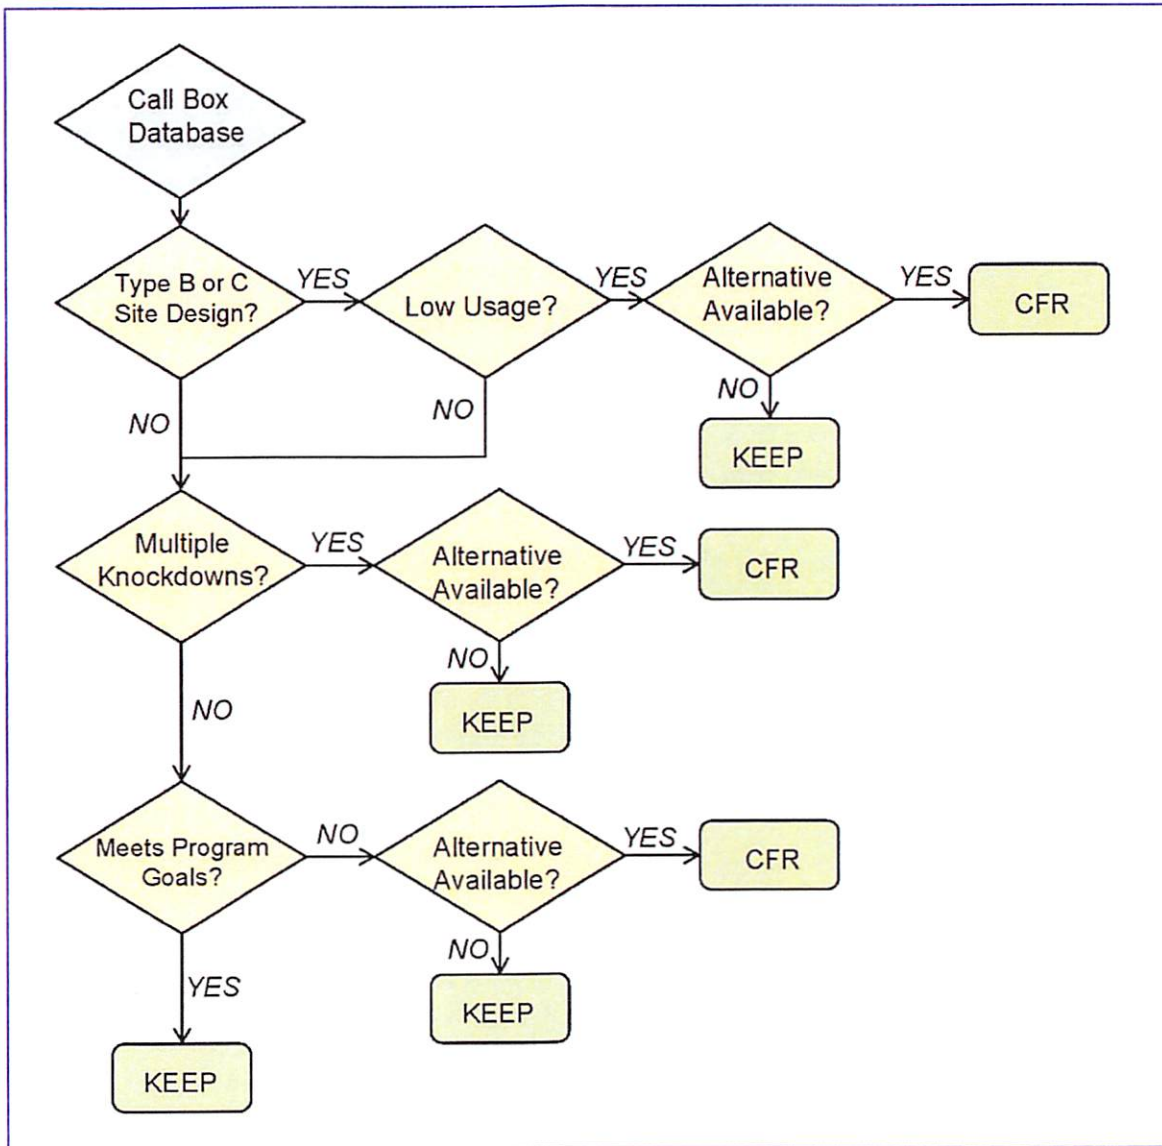 Call Box
Database
Type B or C
Site Design?
YES
Low Usage?
YES
Alternative
Available?
YES
CFR
NO
NO
NO
KEEP
Multiple
Knockdowns?
YES
Alternative
Available?
YES
CFR
NO
KEEP
NO
Meets Program
Goals?
NO
Alternative
Available?
YES
CFR
NO
KEEP
YES
KEEP